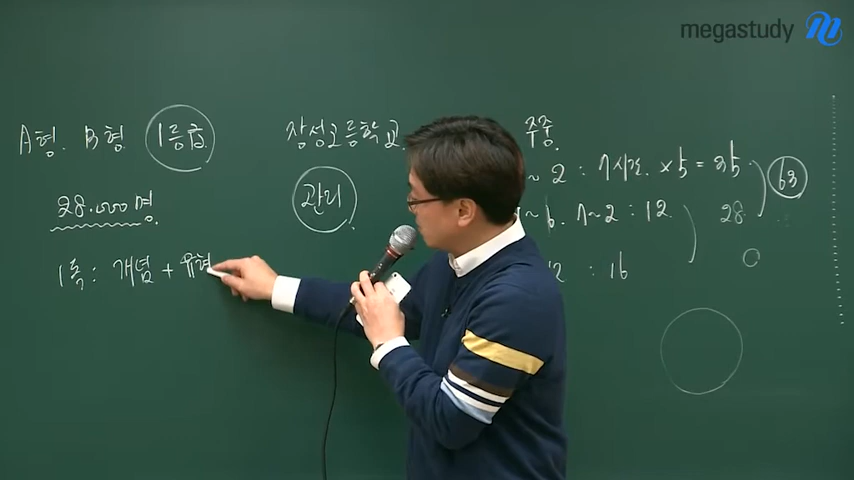 megastudy
A형. B형 1등급
28.000명
1등: 개념 + 유형
장성고등학교
관리
주중.
~ 2 : 7시간. × 5 = 35
63
~ 6. 1~2 : 12. 28
: 16